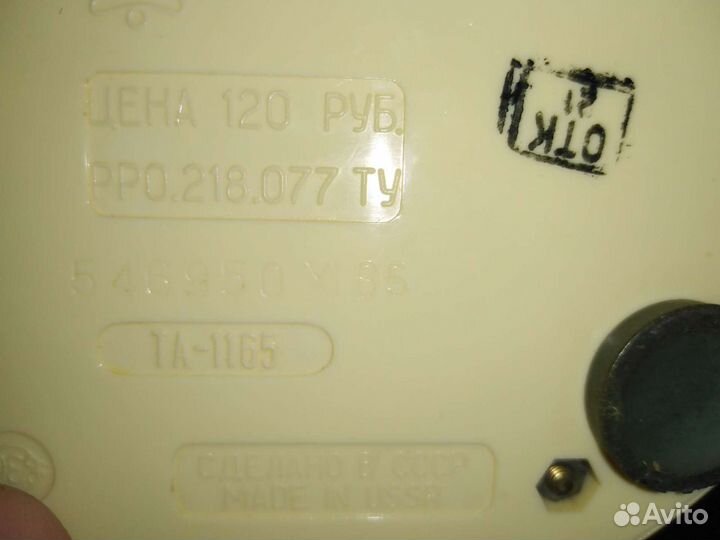 ЦЕНА 120 РУБ.
РРО.218.077 ТУ
ОТК
ТА-1165
СДЕЛАНО В СССР
MADE IN USSR
Avito